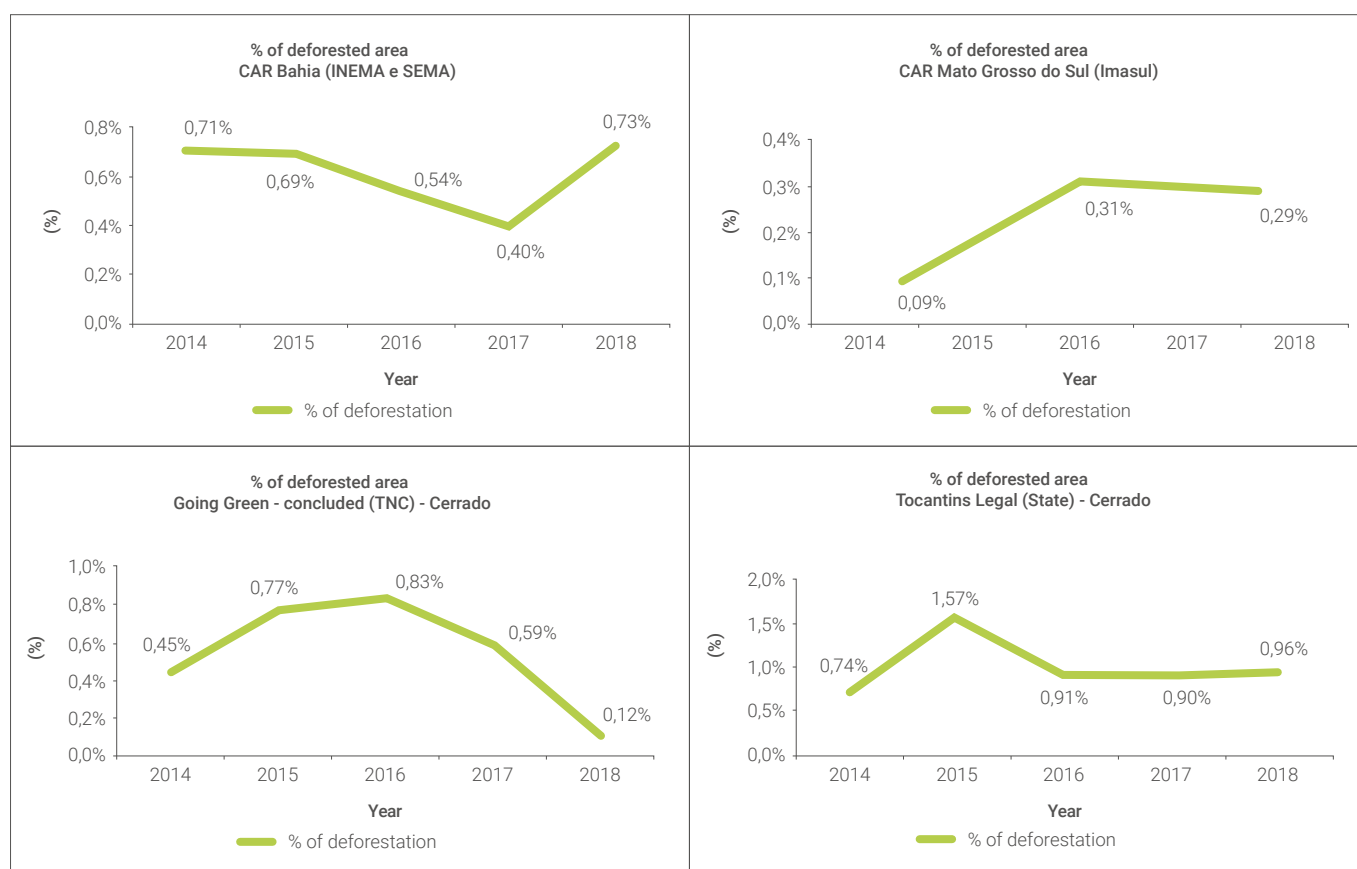 % of deforested area
CAR Bahia (INEMA e SEMA)
0,8%
0,6%
0,4%
0,2%
0,0%
(%)
0,71%
0,69%
0,54%
0,40%
0,73%
2014 2015 2016 2017 2018
Year
% of deforestation
% of deforested area
CAR Mato Grosso do Sul (Imasul)
0,4%
0,3%
0,2%
0,1%
0,0%
(%)
0,09%
0,31%
0,29%
2014 2015 2016 2017 2018
Year
% of deforestation
% of deforested area
Going Green - concluded (TNC) - Cerrado
1,0%
0,8%
0,6%
0,4%
0,2%
0,0%
(%)
0,45%
0,77%
0,83%
0,59%
0,12%
2014 2015 2016 2017 2018
Year
% of deforestation
% of deforested area
Tocantins Legal (State) - Cerrado
2,0%
1,5%
1,0%
0,5%
0,0%
(%)
0,74%
1,57%
0,91%
0,90%
0,96%
2014 2015 2016 2017 2018
Year
% of deforestation